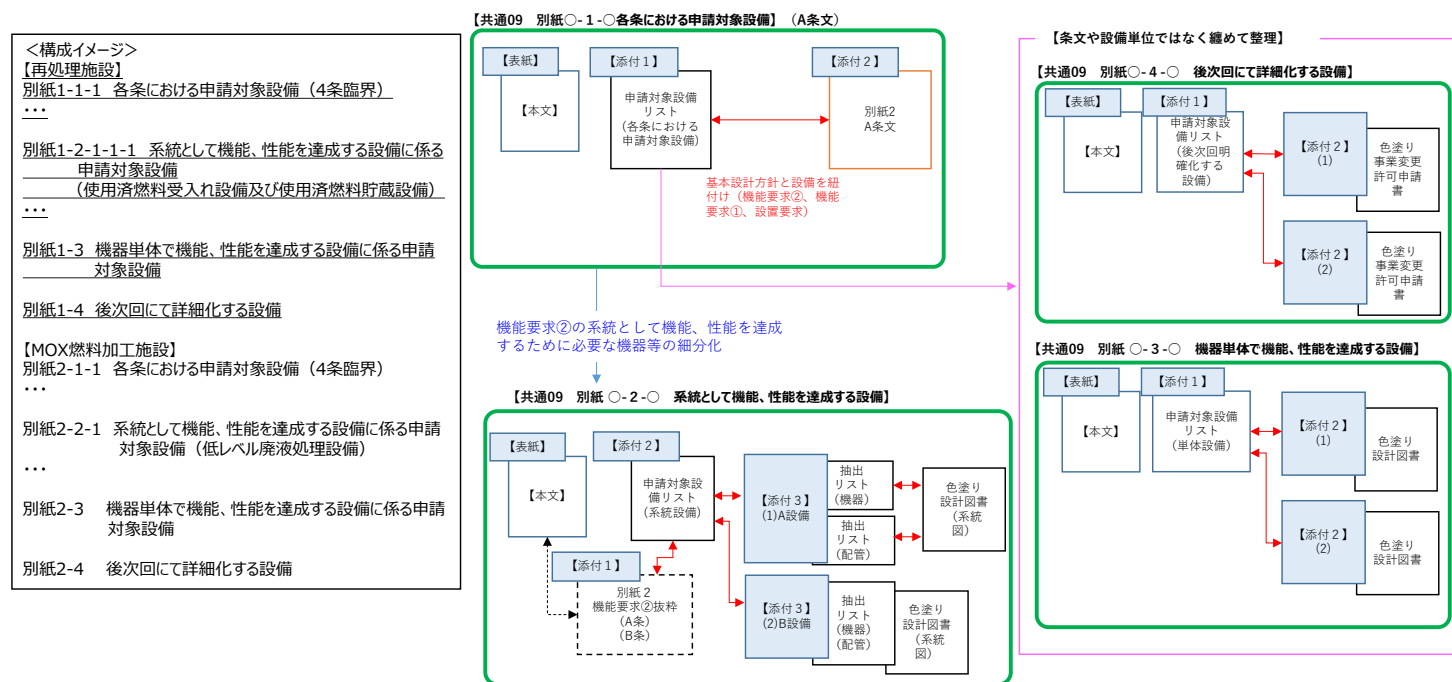 ＜構成イメージ＞
【再処理施設】
別紙1-1-1 各条における申請対象設備（4条臨界）
・・・
別紙1-2-1-1-1 系統として機能、性能を達成する設備に係る
申請対象設備
（使用済燃料受入れ設備及び使用済燃料貯蔵設備）
・・・
別紙1-3 機器単体で機能、性能を達成する設備に係る申請
対象設備
別紙1-4 後次回にて詳細化する設備
【MOX燃料加工施設】
別紙2-1-1 各条における申請対象設備（4条臨界）
・・・
別紙2-2-1 系統として機能、性能を達成する設備に係る申請
対象設備（低レベル廃液処理設備）
・・・
別紙2-3 機器単体で機能、性能を達成する設備に係る申請
対象設備
別紙2-4 後次回にて詳細化する設備
【共通09 別紙○-１-○各条における申請対象設備】（A条文）
【表紙】
【本文】
【添付１】
申請対象設備
リスト
(各条における
申請対象設備)
【添付２】
別紙2
A条文
基本設計方針と設備を紐
付け（機能要求②、機能
要求①、設置要求）
機能要求②の系統として機能、性能を達成
するために必要な機器等の細分化
【共通09 別紙 ○-２-○ 系統として機能、性能を達成する設備】
【表紙】
【本文】
【添付２】
申請対象設
備リスト
(系統設備)
【添付１】
別紙２
機能要求②抜粋
(A条)
(B条)
【添付３】
(1)A設備
抽出
リスト
(機器)
抽出
リスト
(配管)
色塗り
設計図書
（系統
図）
【添付３】
(2)B設備
抽出
リスト
(機器)
(配管)
色塗り
設計図書
（系統
図）
【条文や設備単位ではなく纏めて整理】
【共通09 別紙○-４-○ 後次回にて詳細化する設備】
【表紙】
【本文】
【添付１】
申請対象設
備リスト
(後次回明
確化する
設備)
【添付２】
(1)
色塗り
事業変更
許可申請
書
【添付２】
(2)
色塗り
事業変更
許可申請
書
【共通09 別紙 ○-３-○ 機器単体で機能、性能を達成する設備】
【表紙】
【本文】
【添付１】
申請対象設備
リスト
(単体設備)
【添付２】
(1)
色塗り
設計図書
【添付２】
(2)
色塗り
設計図書